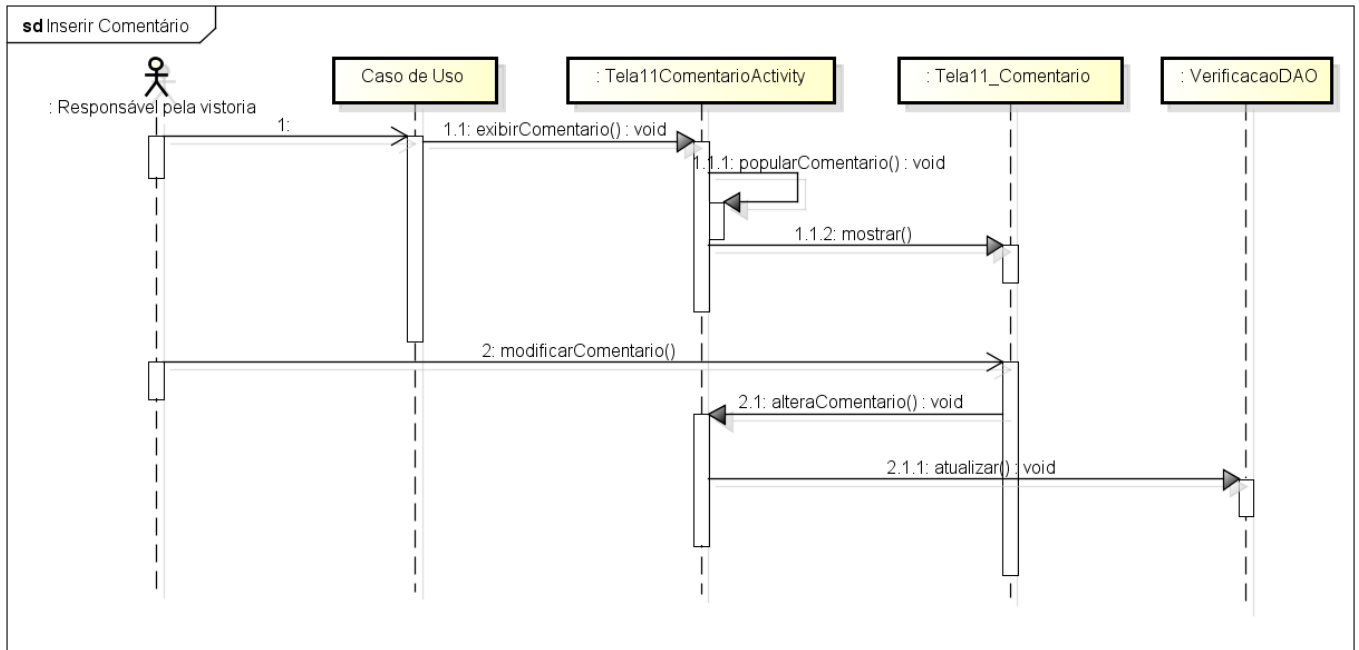 sd Inserir Comentário
: Responsável pela vistoria
Caso de Uso
: Tela11ComentarioActivity
: Tela11_Comentario
: VerificacaoDAO
1:
1.1: exibirComentario() : void
1.1.1: popularComentario() : void
1.1.2: mostrar()
2: modificarComentario()
2.1: alteraComentario() : void
2.1.1: atualizar() : void